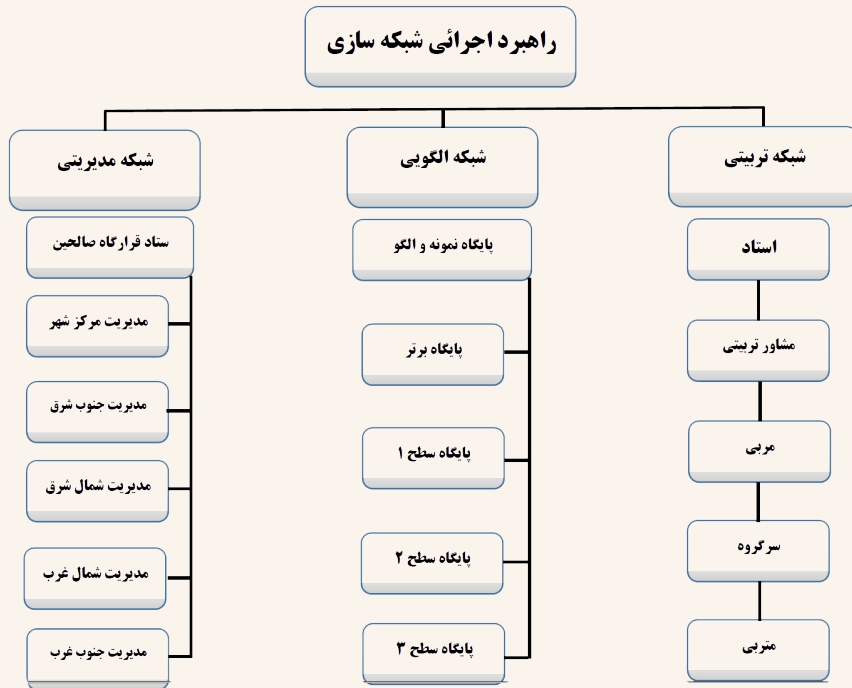 راهبرد اجرائی شبکه سازی
شبکه تربیتی
استاد
مشاور تربیتی
مربی
سرگروه
متربی
شبکه الگویی
پایگاه نمونه و الگو
پایگاه برتر
پایگاه سطح ۱
پایگاه سطح ۲
پایگاه سطح ۳
شبکه مدیریتی
ستاد قرارگاه صالحین
مدیریت مرکز شهر
مدیریت جنوب شرق
مدیریت شمال شرق
مدیریت شمال غرب
مدیریت جنوب غرب